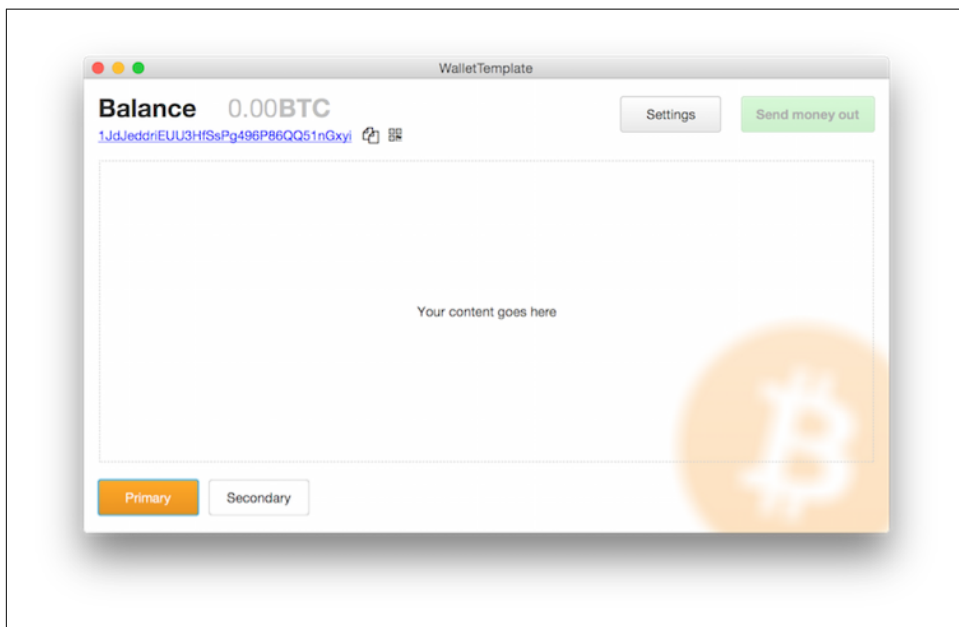 WalletTemplate
Balance 0.00BTC
Settings
Send money out
1JdJeddriEUU3HfSsPg496P86QQ51nGxyi
Your content goes here
Primary
Secondary